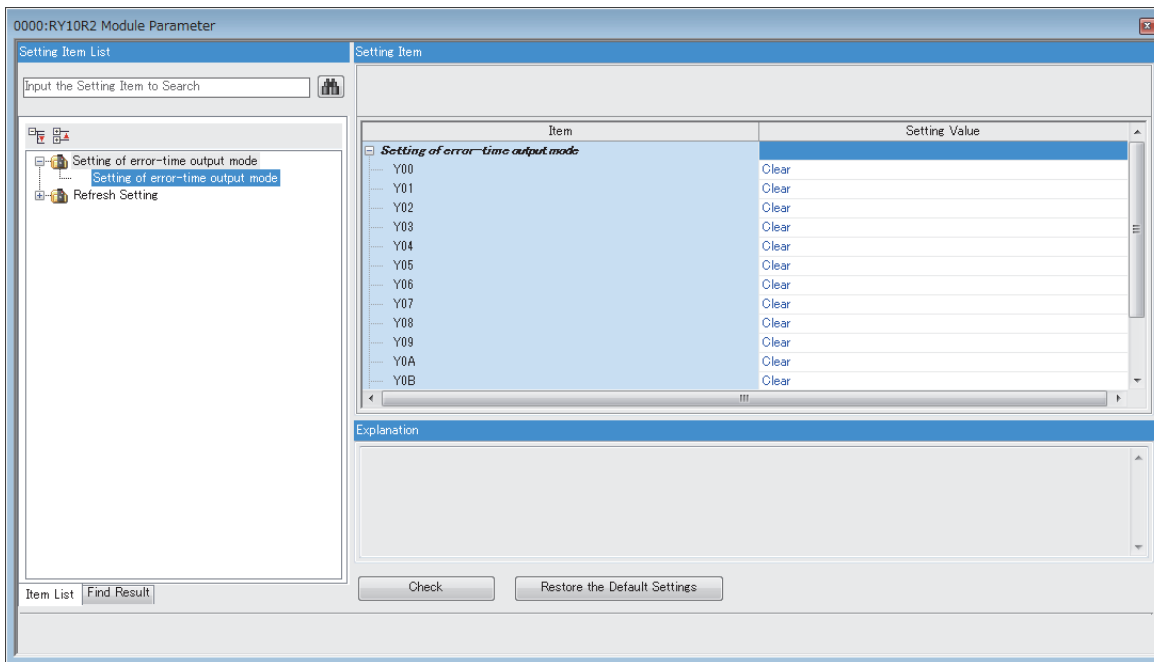 0000:RY10R2 Module Parameter
Setting Item List
Input the Setting Item to Search
Setting of error-time output mode
Setting of error-time output mode
Refresh Setting
Item List
Find Result
Setting Item
Item Setting Value
Setting of error-time output mode
Y00 Clear
Y01 Clear
Y02 Clear
Y03 Clear
Y04 Clear
Y05 Clear
Y06 Clear
Y07 Clear
Y08 Clear
Y09 Clear
Y0A Clear
Y0B Clear
Explanation
Check
Restore the Default Settings